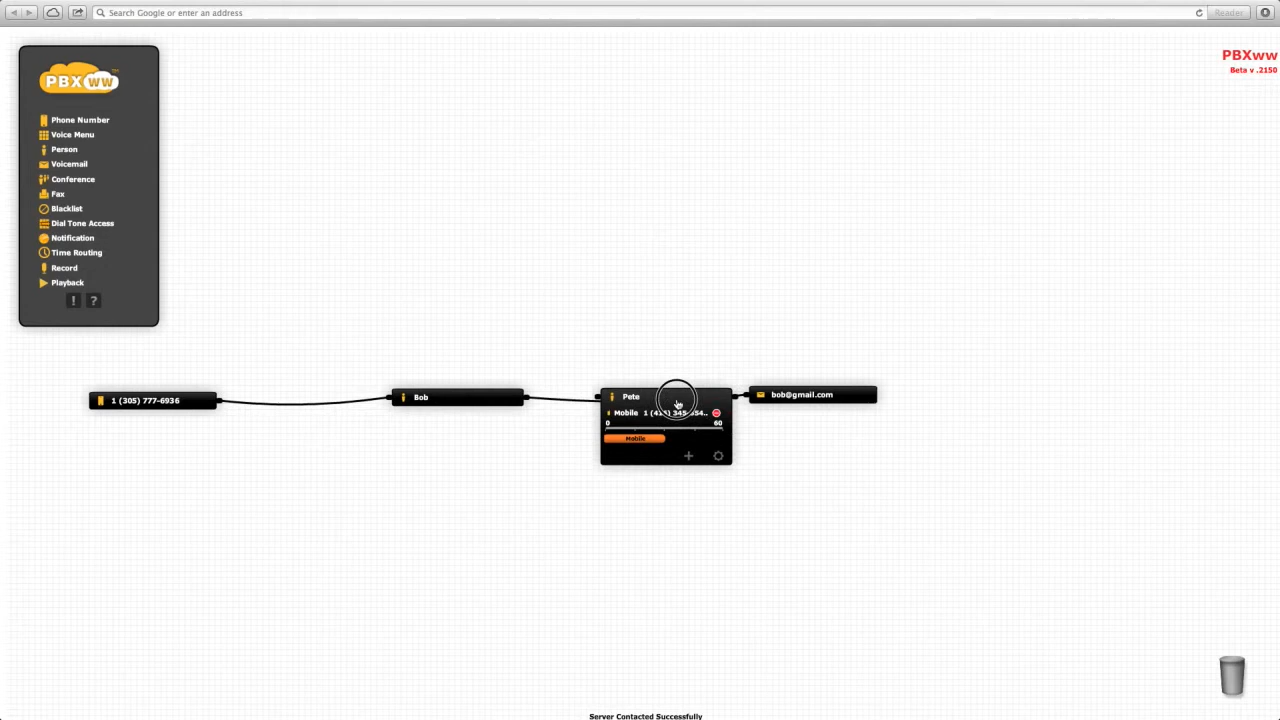 Search Google or enter an address
Reader
PBXww
Beta v .2150
PBX ww
Phone Number
Voice Menu
Person
Voicemail
Conference
Fax
Blacklist
Dial Tone Access
Notification
Time Routing
Record
Playback
! ?
1 (305) 777-6936
Bob
Pete
bob@gmail.com
Mobile
0 60
Mobile
Server Contacted Successfully